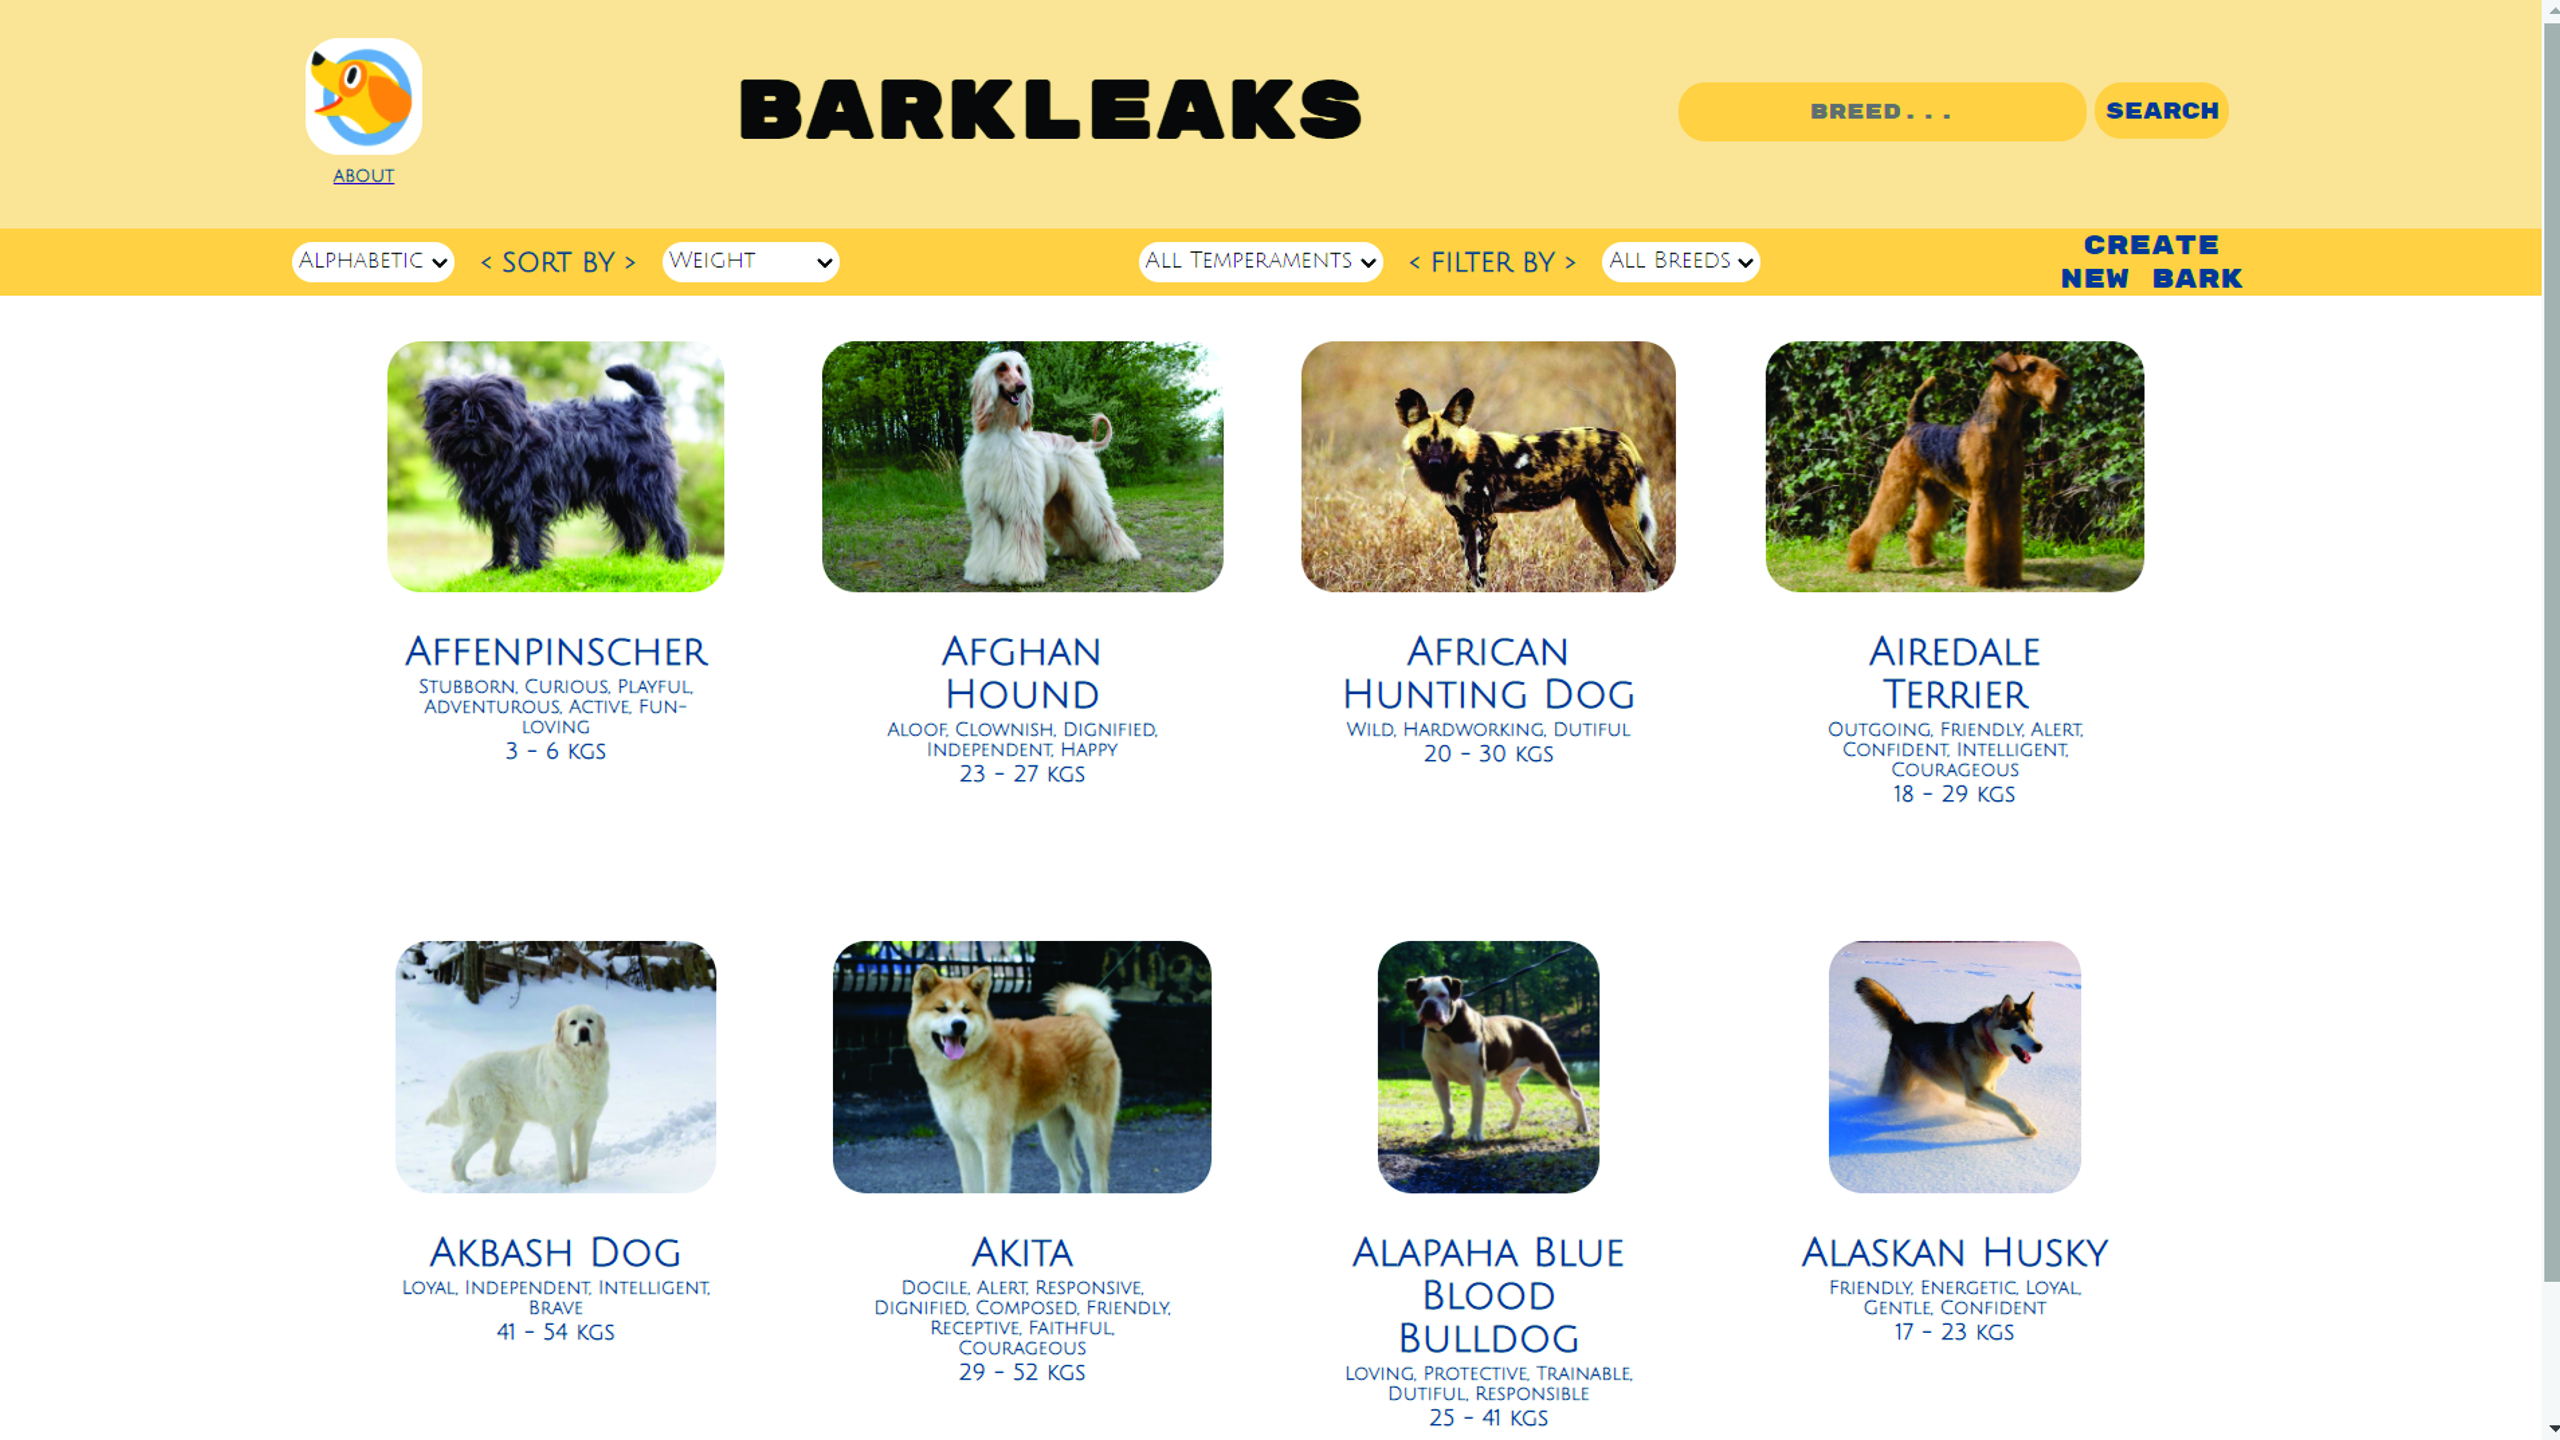 ABOUT
BARKLEAKS
BREED...
SEARCH
Alphabetic
< SORT BY >
Weight
All Temperaments
< FILTER BY >
All Breeds
CREATE
NEW BARK
Affenpinscher
Stubborn, Curious, Playful,
Adventurous, Active, Fun-
loving
3 - 6 kgs
Afghan
Hound
Aloof, Clownish, Dignified,
Independent, Happy
23 - 27 kgs
African
Hunting Dog
Wild, Hardworking, Dutiful
20 - 30 kgs
Airedale
Terrier
Outgoing, Friendly, Alert,
Confident, Intelligent,
Courageous
18 - 29 kgs
Akbash Dog
Loyal, Independent, Intelligent,
Brave
41 - 54 kgs
Akita
Docile, Alert, Responsive,
Dignified, Composed, Friendly,
Receptive, Faithful,
Courageous
29 - 52 kgs
Alapaha Blue
Blood
Bulldog
Loving, Protective, Trainable,
Dutiful, Responsible
25 - 41 kgs
Alaskan Husky
Friendly, Energetic, Loyal,
Gentle, Confident
17 - 23 kgs